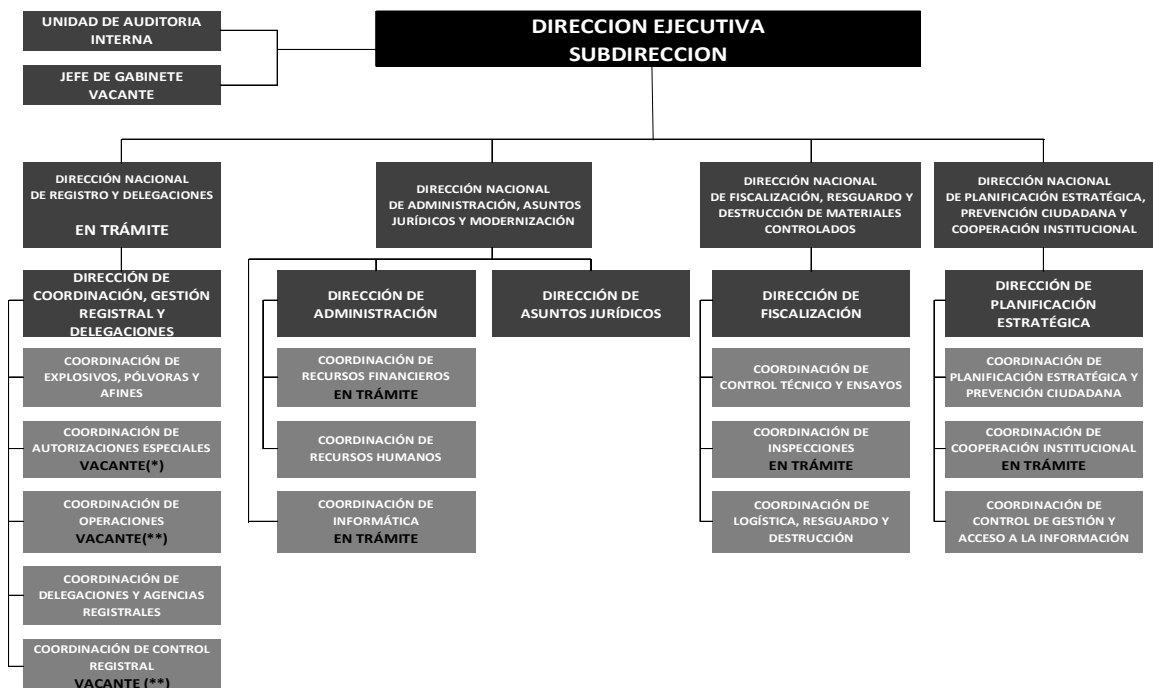 UNIDAD DE AUDITORIA
INTERNA
JEFE DE GABINETE
VACANTE
DIRECCION EJECUTIVA
SUBDIRECCION
DIRECCIÓN NACIONAL
DE REGISTRO Y DELEGACIONES
EN TRÁMITE
DIRECCIÓN NACIONAL
DE ADMINISTRACIÓN, ASUNTOS
JURÍDICOS Y MODERNIZACIÓN
DIRECCIÓN NACIONAL
DE FISCALIZACIÓN, RESGUARDO Y
DESTRUCCIÓN DE MATERIALES
CONTROLADOS
DIRECCIÓN NACIONAL
DE PLANIFICACIÓN ESTRATÉGICA,
PREVENCIÓN CIUDADANA Y
COOPERACIÓN INSTITUCIONAL
DIRECCIÓN DE
COORDINACIÓN, GESTIÓN
REGISTRAL Y
DELEGACIONES
DIRECCIÓN DE
ADMINISTRACIÓN
DIRECCIÓN DE
ASUNTOS JURÍDICOS
DIRECCIÓN DE
FISCALIZACIÓN
DIRECCIÓN DE
PLANIFICACIÓN
ESTRATÉGICA
COORDINACIÓN DE
EXPLOSIVOS, PÓLVORAS Y
AFINES
COORDINACIÓN DE
RECURSOS FINANCIEROS
EN TRÁMITE
COORDINACIÓN DE
CONTROL TÉCNICO Y ENSAYOS
COORDINACIÓN DE
PLANIFICACIÓN ESTRATÉGICA Y
PREVENCIÓN CIUDADANA
COORDINACIÓN DE
AUTORIZACIONES ESPECIALES
VACANTE(*)
COORDINACIÓN DE
RECURSOS HUMANOS
COORDINACIÓN DE
INSPECCIONES
EN TRÁMITE
COORDINACIÓN DE
COOPERACIÓN INSTITUCIONAL
EN TRÁMITE
COORDINACIÓN DE
OPERACIONES
VACANTE(**)
COORDINACIÓN DE
INFORMÁTICA
EN TRÁMITE
COORDINACIÓN DE
LOGÍSTICA, RESGUARDO Y
DESTRUCCIÓN
COORDINACIÓN DE
CONTROL DE GESTIÓN Y
ACCESO A LA INFORMACIÓN
COORDINACIÓN DE
DELEGACIONES Y AGENCIAS
REGISTRALES
COORDINACIÓN DE CONTROL
REGISTRAL
VACANTE (**)